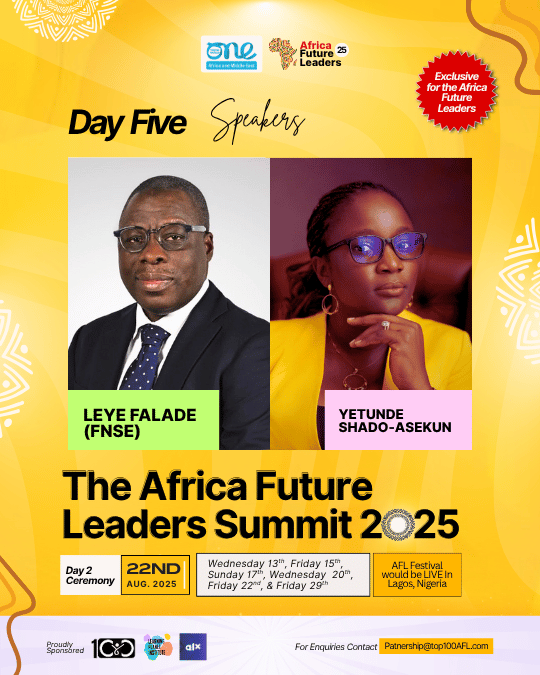 one
Africa and Middle East
Africa
Future
Leaders
25
Exclusive
for the Africa
Future
Leaders
Day Five Speakers
LEYE FALADE
(FNSE)
YETUNDE
SHADO-ASEKUN
The Africa Future
Leaders Summit 2025
Day 2
Ceremony
22ND
AUG. 2025
Wednesday 13th, Friday 15th,
Sunday 17th, Wednesday 20th,
Friday 22nd, & Friday 29th
AFL Festival
would be LIVE In
Lagos, Nigeria
Proudly
Sponsored
100
LEARNING
PLANET
INSTITUTE
alx
For Enquiries Contact
Patnership@top100AFL.com